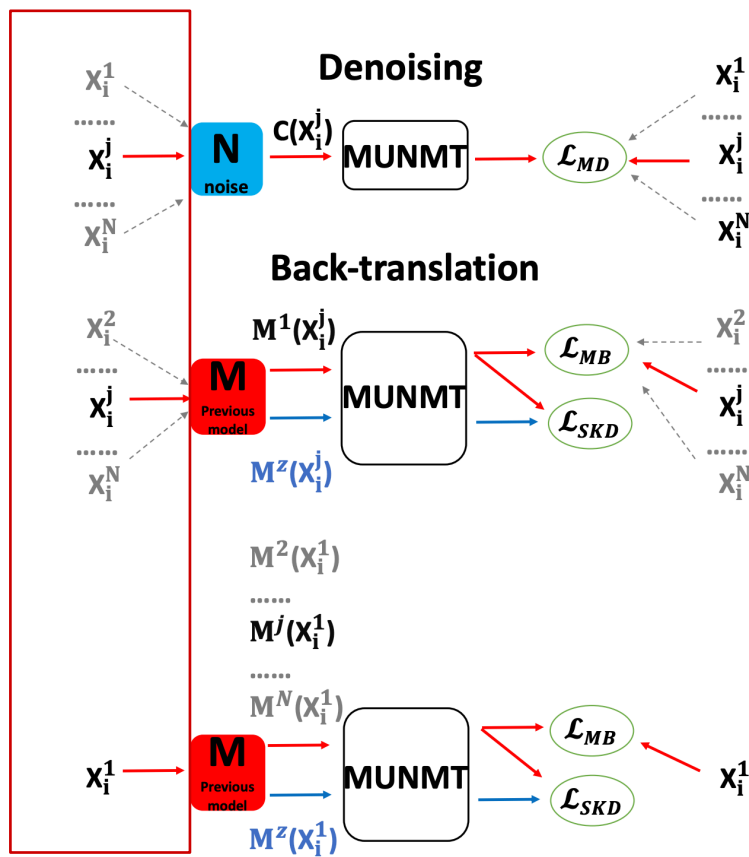 Denoising
X_i^1
......
X_i^j
......
X_i^N
N
noise
C(X_i^j)
MUNMT
ℒ_MD
X_i^1
......
X_i^j
......
X_i^N
Back-translation
X_i^2
......
X_i^j
......
X_i^N
M
Previous
model
M^1(X_i^j)
M^z(X_i^j)
MUNMT
ℒ_MB
ℒ_SKD
X_i^2
......
X_i^j
......
X_i^N
M^2(X_i^1)
......
M^j(X_i^1)
......
M^N(X_i^1)
X_i^1
M
Previous
model
M^z(X_i^1)
MUNMT
ℒ_MB
ℒ_SKD
X_i^1